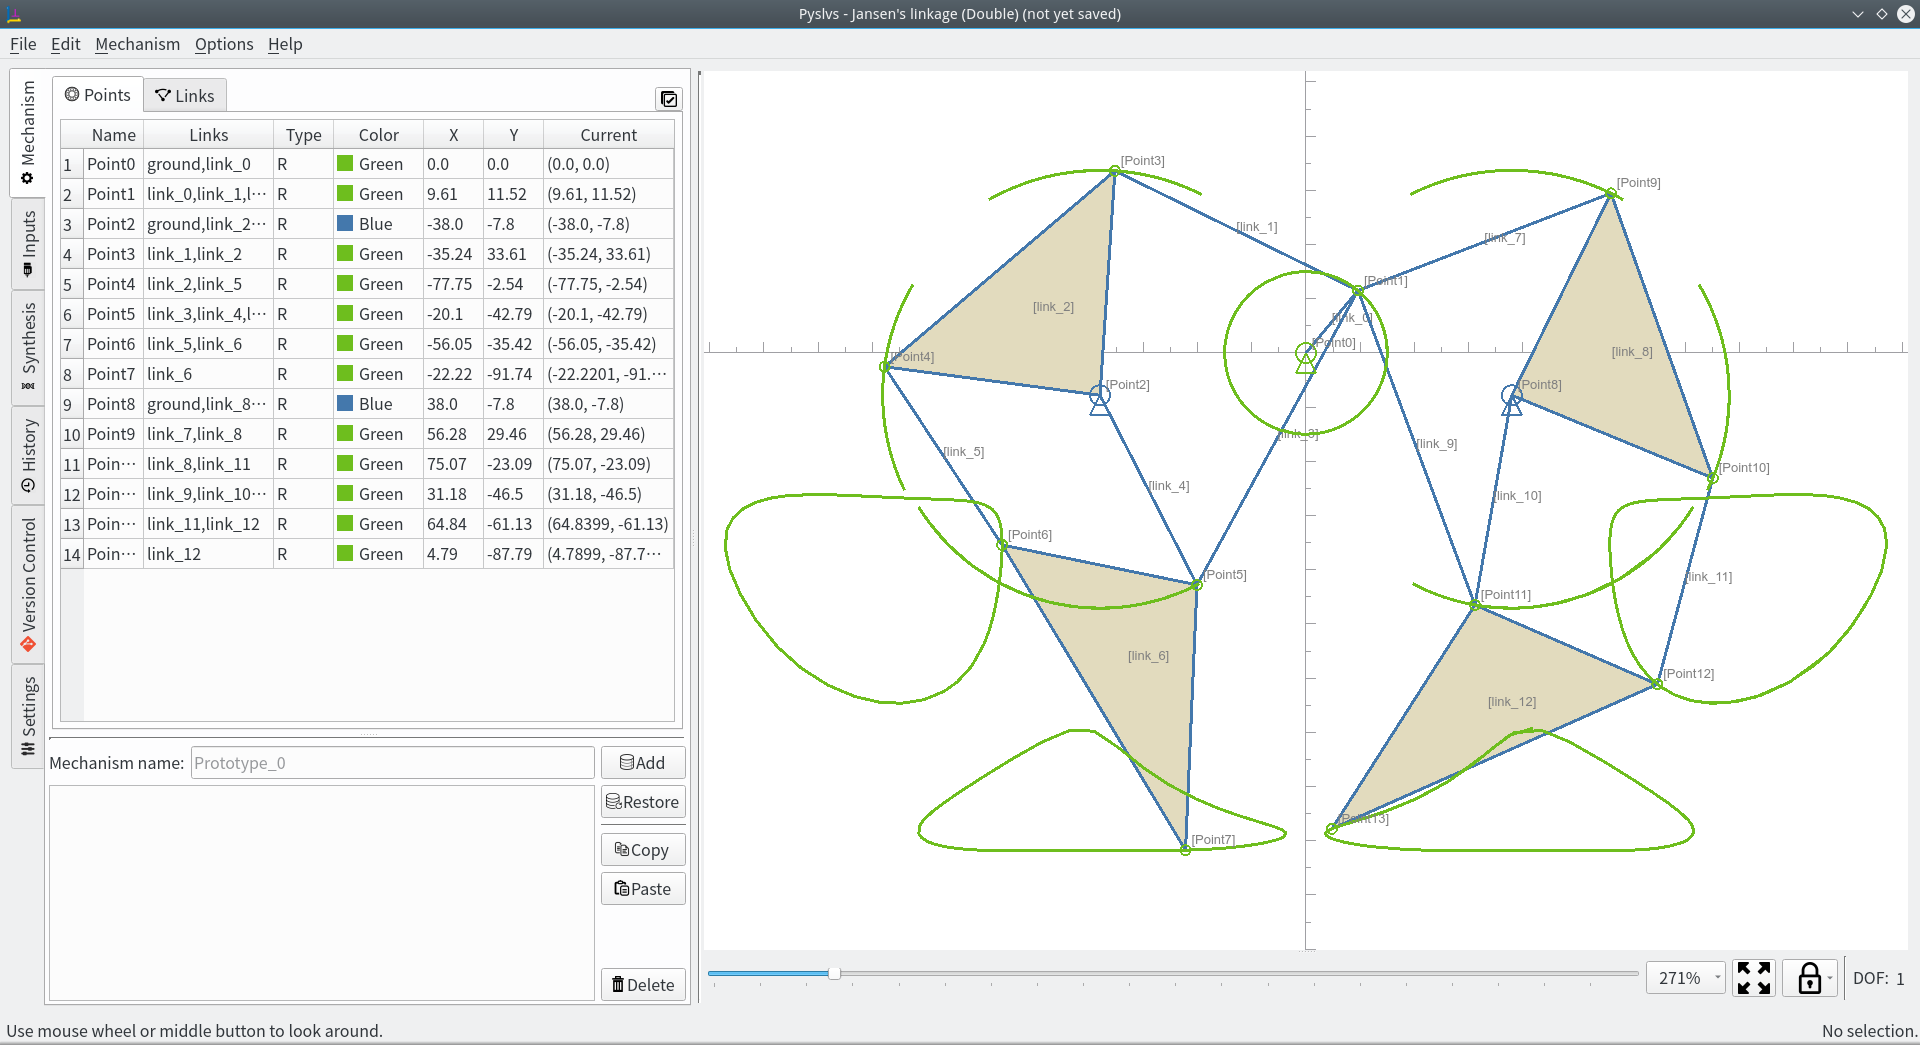 Pyslvs - Jansen's linkage (Double) (not yet saved)
File Edit Mechanism Options Help
Mechanism
Inputs
Synthesis
History
Version Control
Settings
Points Links
Name Links Type Color X Y Current
1 Point0 ground,link_0 R Green 0.0 0.0 (0.0, 0.0)
2 Point1 link_0,link_1,l⋯ R Green 9.61 11.52 (9.61, 11.52)
3 Point2 ground,link_2⋯ R Blue -38.0 -7.8 (-38.0, -7.8)
4 Point3 link_1,link_2 R Green -35.24 33.61 (-35.24, 33.61)
5 Point4 link_2,link_5 R Green -77.75 -2.54 (-77.75, -2.54)
6 Point5 link_3,link_4,l⋯ R Green -20.1 -42.79 (-20.1, -42.79)
7 Point6 link_5,link_6 R Green -56.05 -35.42 (-56.05, -35.42)
8 Point7 link_6 R Green -22.22 -91.74 (-22.2201, -91.⋯
9 Point8 ground,link_8⋯ R Blue 38.0 -7.8 (38.0, -7.8)
10 Point9 link_7,link_8 R Green 56.28 29.46 (56.28, 29.46)
11 Poin⋯ link_8,link_11 R Green 75.07 -23.09 (75.07, -23.09)
12 Poin⋯ link_9,link_10⋯ R Green 31.18 -46.5 (31.18, -46.5)
13 Poin⋯ link_11,link_12 R Green 64.84 -61.13 (64.8399, -61.13)
14 Poin⋯ link_12 R Green 4.79 -87.79 (4.7899, -87.7⋯
Mechanism name: Prototype_0
Add
Restore
Copy
Paste
Delete
[Point3]
[Point9]
[link_1]
[link_7]
[Point1]
[link_2]
[link_0]
[Point0]
[link_8]
[Point4]
[Point2]
[Point8]
[link_3]
[link_9]
[link_5]
[Point10]
[link_4]
[link_10]
[Point6]
[Point5]
[link_11]
[Point11]
[link_6]
[Point12]
[link_12]
[Point13]
[Point7]
271%
DOF: 1
Use mouse wheel or middle button to look around.
No selection.